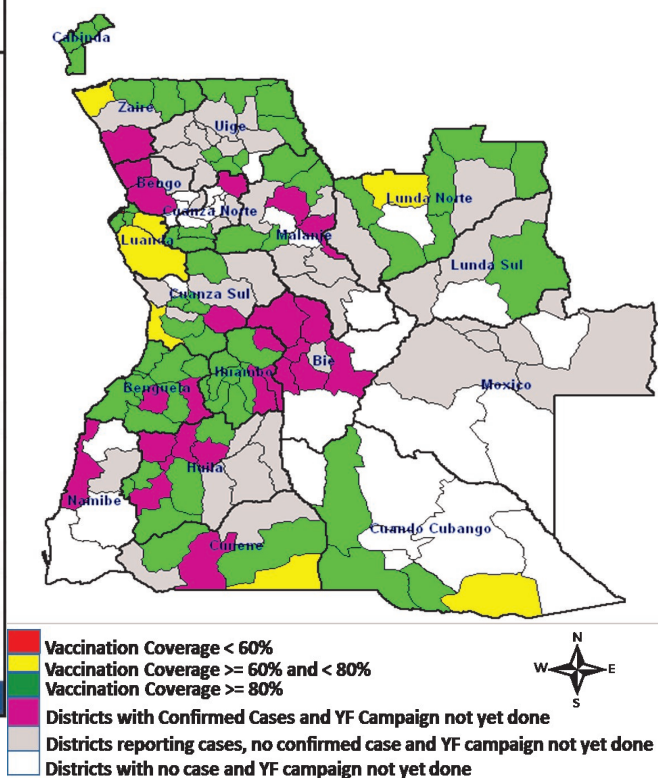 Cabinda
Zaire
Uige
Bengo
Cuanza Norte
Lunda Norte
Luanda
Malanje
Lunda Sul
Cuanza Sul
Bie
Huambo
Benguela
Moxico
Huila
Namibe
Cuando Cubango
Cunene
Vaccination Coverage < 60%
Vaccination Coverage >= 60% and < 80%
Vaccination Coverage >= 80%
Districts with Confirmed Cases and YF Campaign not yet done
Districts reporting cases, no confirmed case and YF campaign not yet done
Districts with no case and YF campaign not yet done
N
W E
S